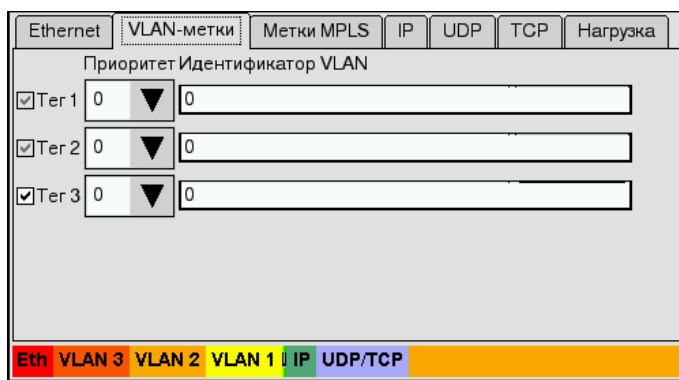 Ethernet VLAN-метки Метки MPLS IP UDP TCP Нагрузка
Приоритет Идентификатор VLAN
Тег 1 0 0
Тег 2 0 0
Тег 3 0 0
Eth VLAN 3 VLAN 2 VLAN 1 IP UDP/TCP